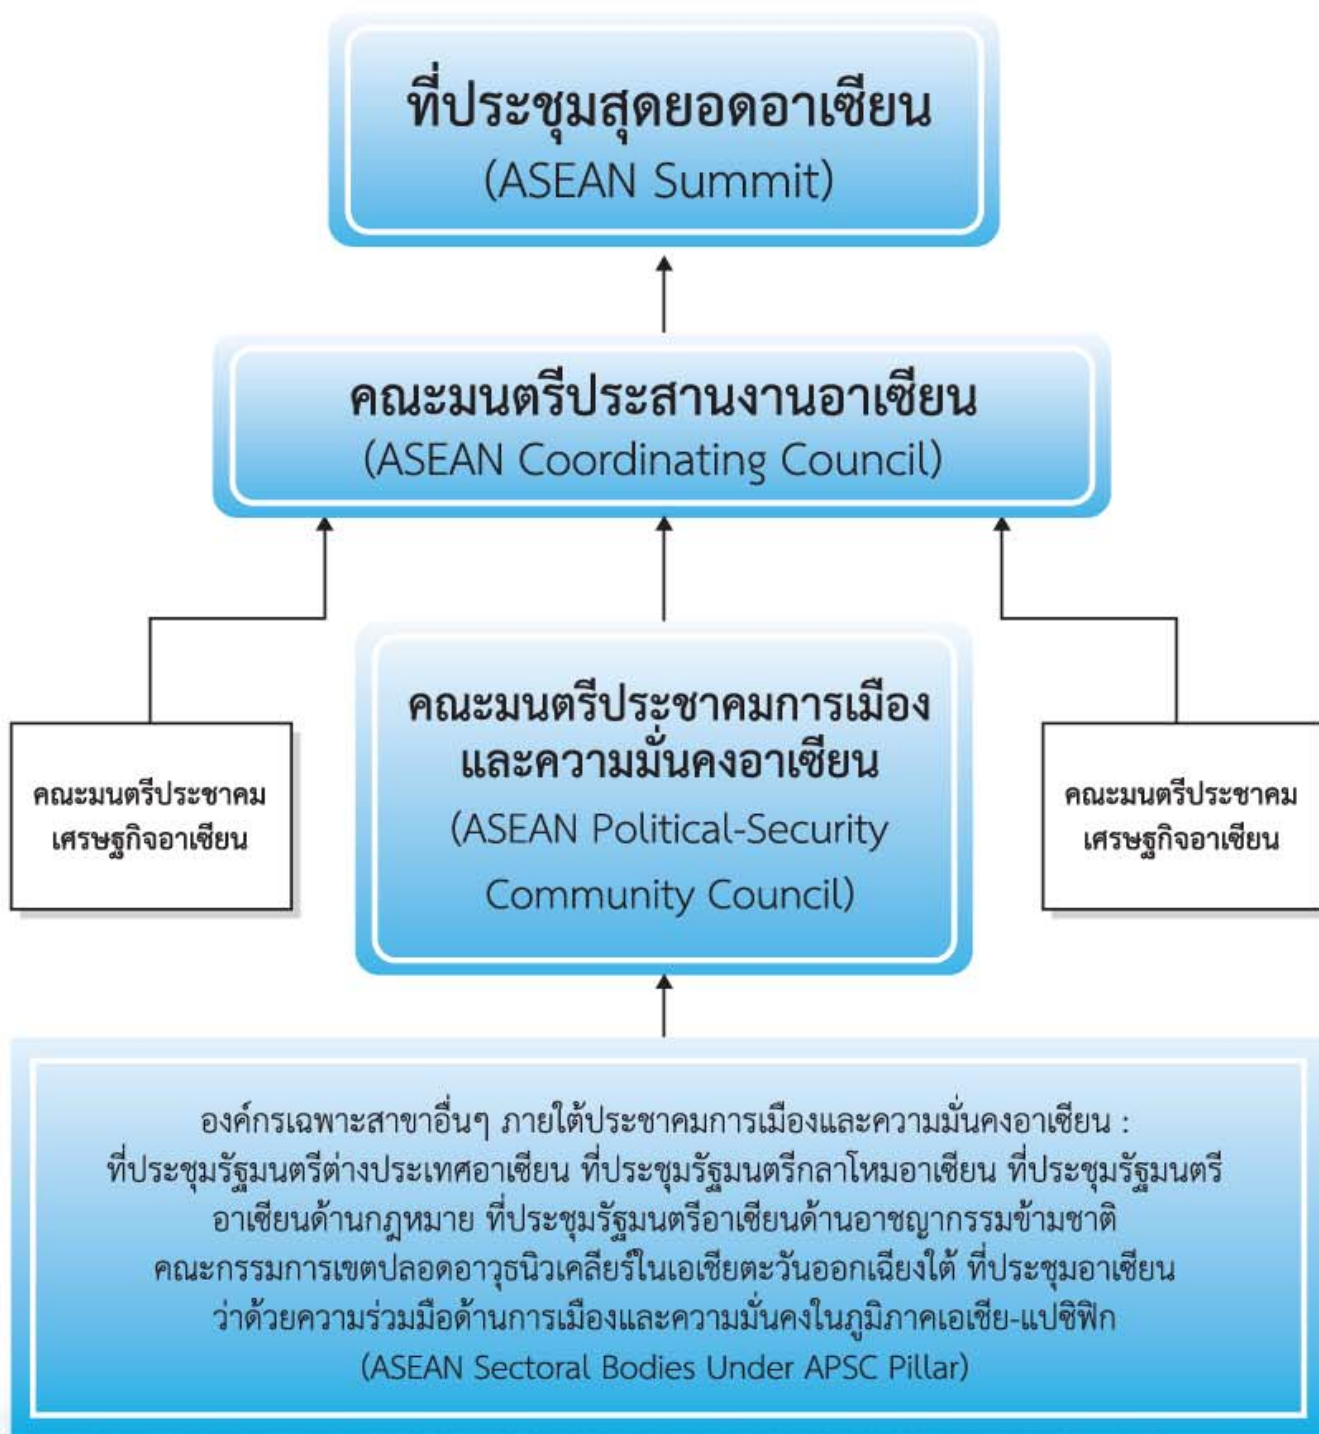 ที่ประชุมสุดยอดอาเซียน
(ASEAN Summit)
คณะมนตรีประสานงานอาเซียน
(ASEAN Coordinating Council)
คณะมนตรีประชาคม
เศรษฐกิจอาเซียน
คณะมนตรีประชาคมการเมือง
และความมั่นคงอาเซียน
(ASEAN Political-Security
Community Council)
คณะมนตรีประชาคม
เศรษฐกิจอาเซียน
องค์กรเฉพาะสาขาอื่นๆ ภายใต้ประชาคมการเมืองและความมั่นคงอาเซียน :
ที่ประชุมรัฐมนตรีต่างประเทศอาเซียน ที่ประชุมรัฐมนตรีกลาโหมอาเซียน ที่ประชุมรัฐมนตรี
อาเซียนด้านกฎหมาย ที่ประชุมรัฐมนตรีอาเซียนด้านอาชญากรรมข้ามชาติ
คณะกรรมการเขตปลอดอาวุธนิวเคลียร์ในเอเชียตะวันออกเฉียงใต้ ที่ประชุมอาเซียน
ว่าด้วยความร่วมมือด้านการเมืองและความมั่นคงในภูมิภาคเอเชีย-แปซิฟิก
(ASEAN Sectoral Bodies Under APSC Pillar)